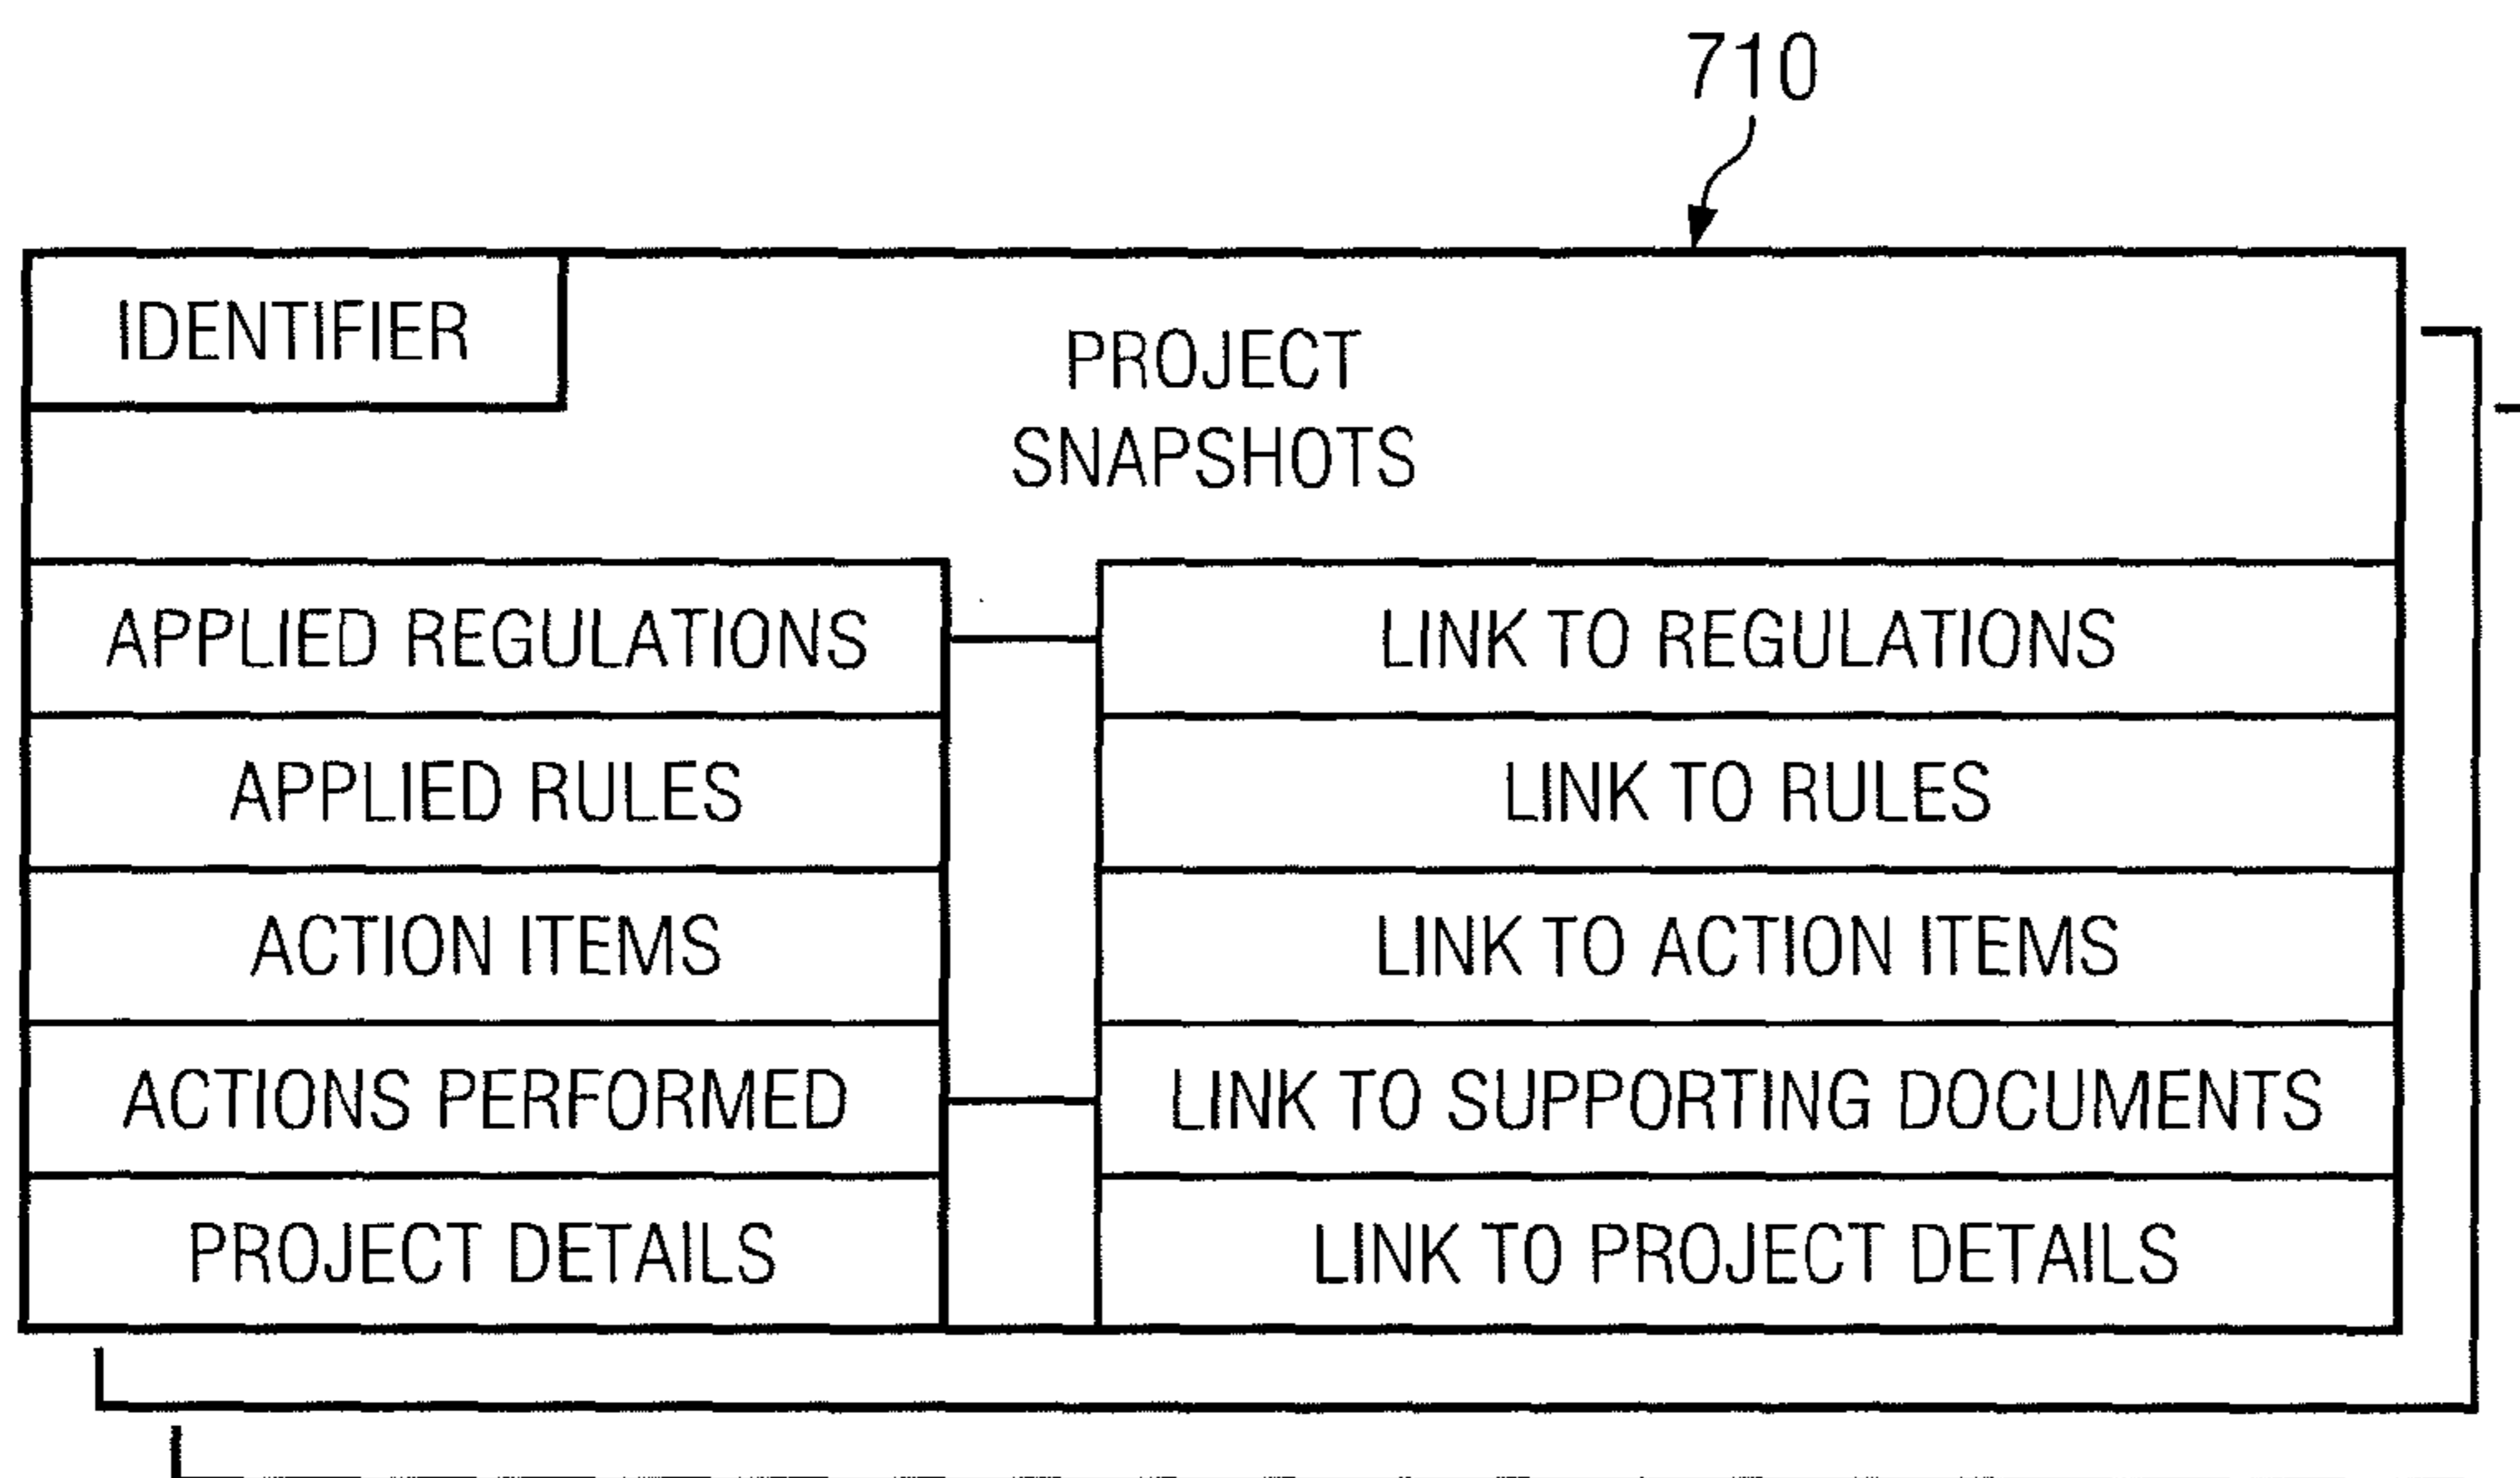 710
IDENTIFIER
PROJECT
SNAPSHOTS
APPLIED REGULATIONS
LINK TO REGULATIONS
APPLIED RULES
LINK TO RULES
ACTION ITEMS
LINK TO ACTION ITEMS
ACTIONS PERFORMED
LINK TO SUPPORTING DOCUMENTS
PROJECT DETAILS
LINK TO PROJECT DETAILS